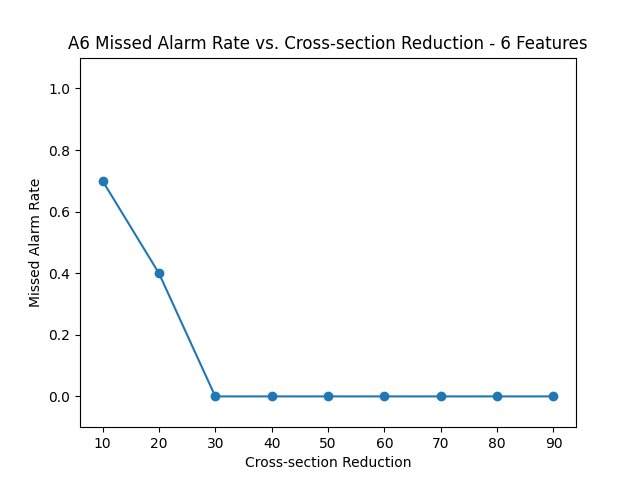 A6 Missed Alarm Rate vs. Cross-section Reduction - 6 Features
1.0
0.8
0.6
0.4
0.2
0.0
Missed Alarm Rate
10 20 30 40 50 60 70 80 90
Cross-section Reduction